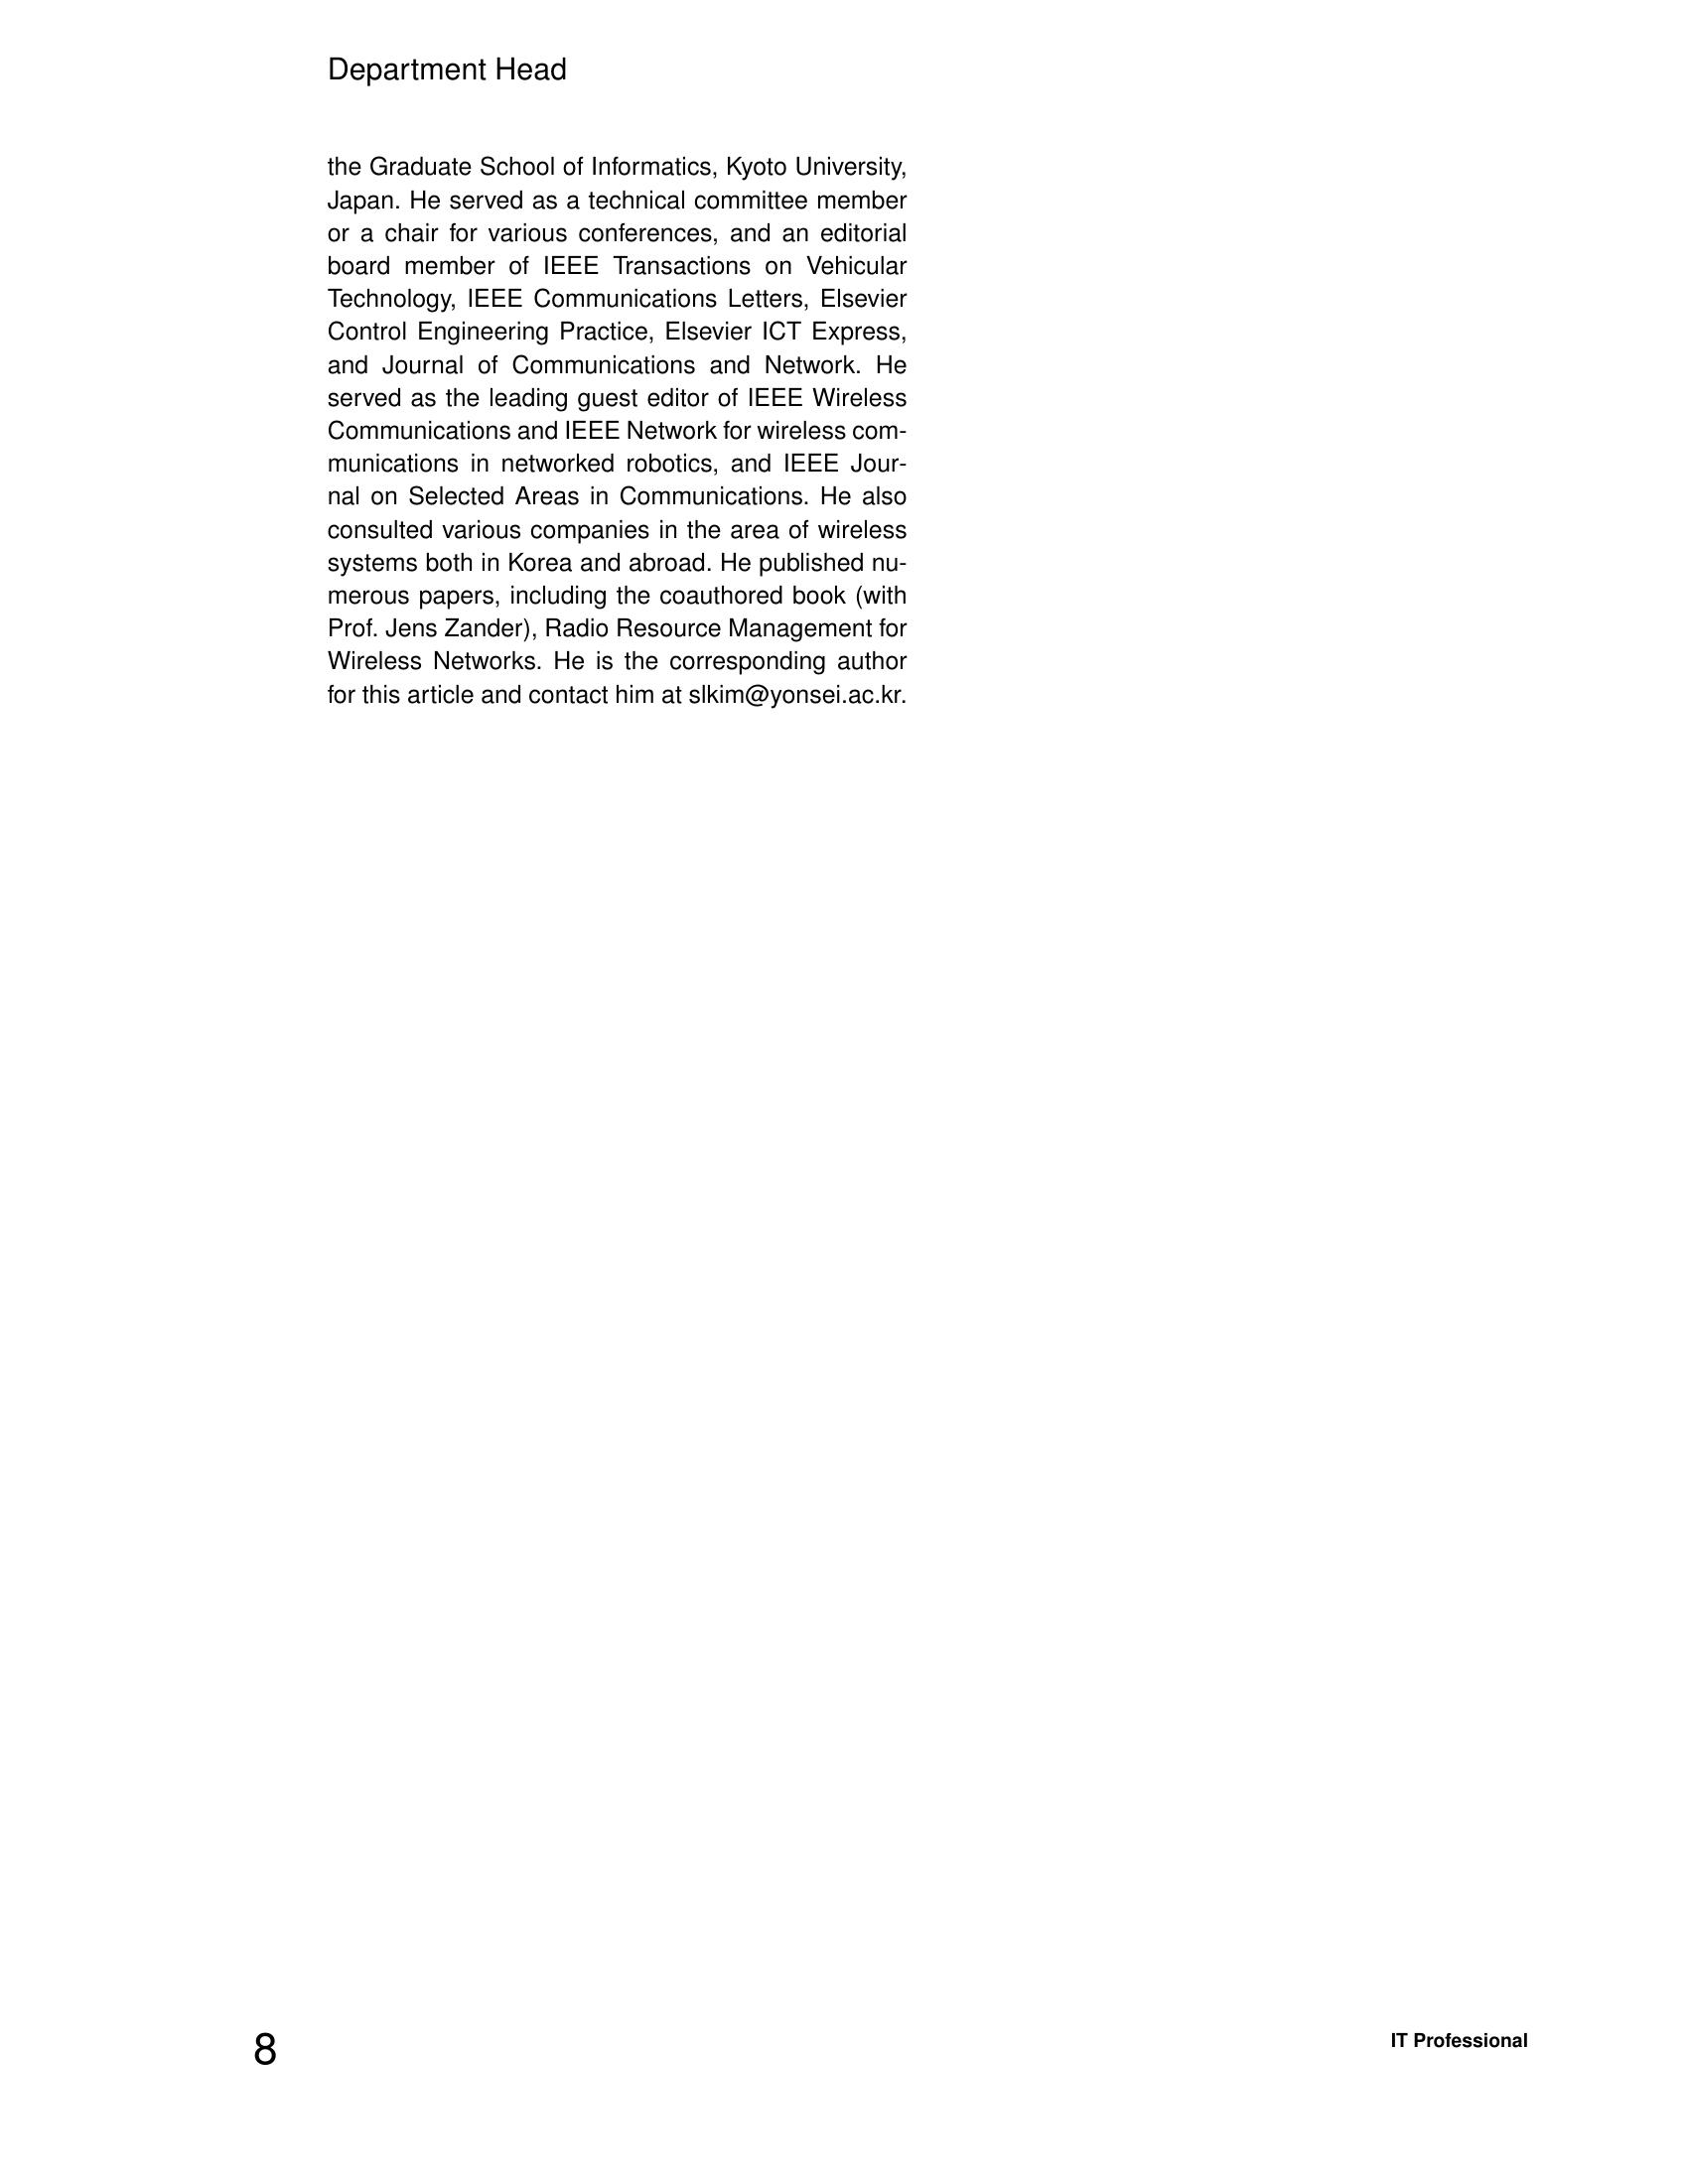 Department Head
the Graduate School of Informatics, Kyoto University,
Japan. He served as a technical committee member
or a chair for various conferences, and an editorial
board member of IEEE Transactions on Vehicular
Technology, IEEE Communications Letters, Elsevier
Control Engineering Practice, Elsevier ICT Express,
and Journal of Communications and Network. He
served as the leading guest editor of IEEE Wireless
Communications and IEEE Network for wireless com-
munications in networked robotics, and IEEE Jour-
nal on Selected Areas in Communications. He also
consulted various companies in the area of wireless
systems both in Korea and abroad. He published nu-
merous papers, including the coauthored book (with
Prof. Jens Zander), Radio Resource Management for
Wireless Networks. He is the corresponding author
for this article and contact him at slkim@yonsei.ac.kr.
8
IT Professional